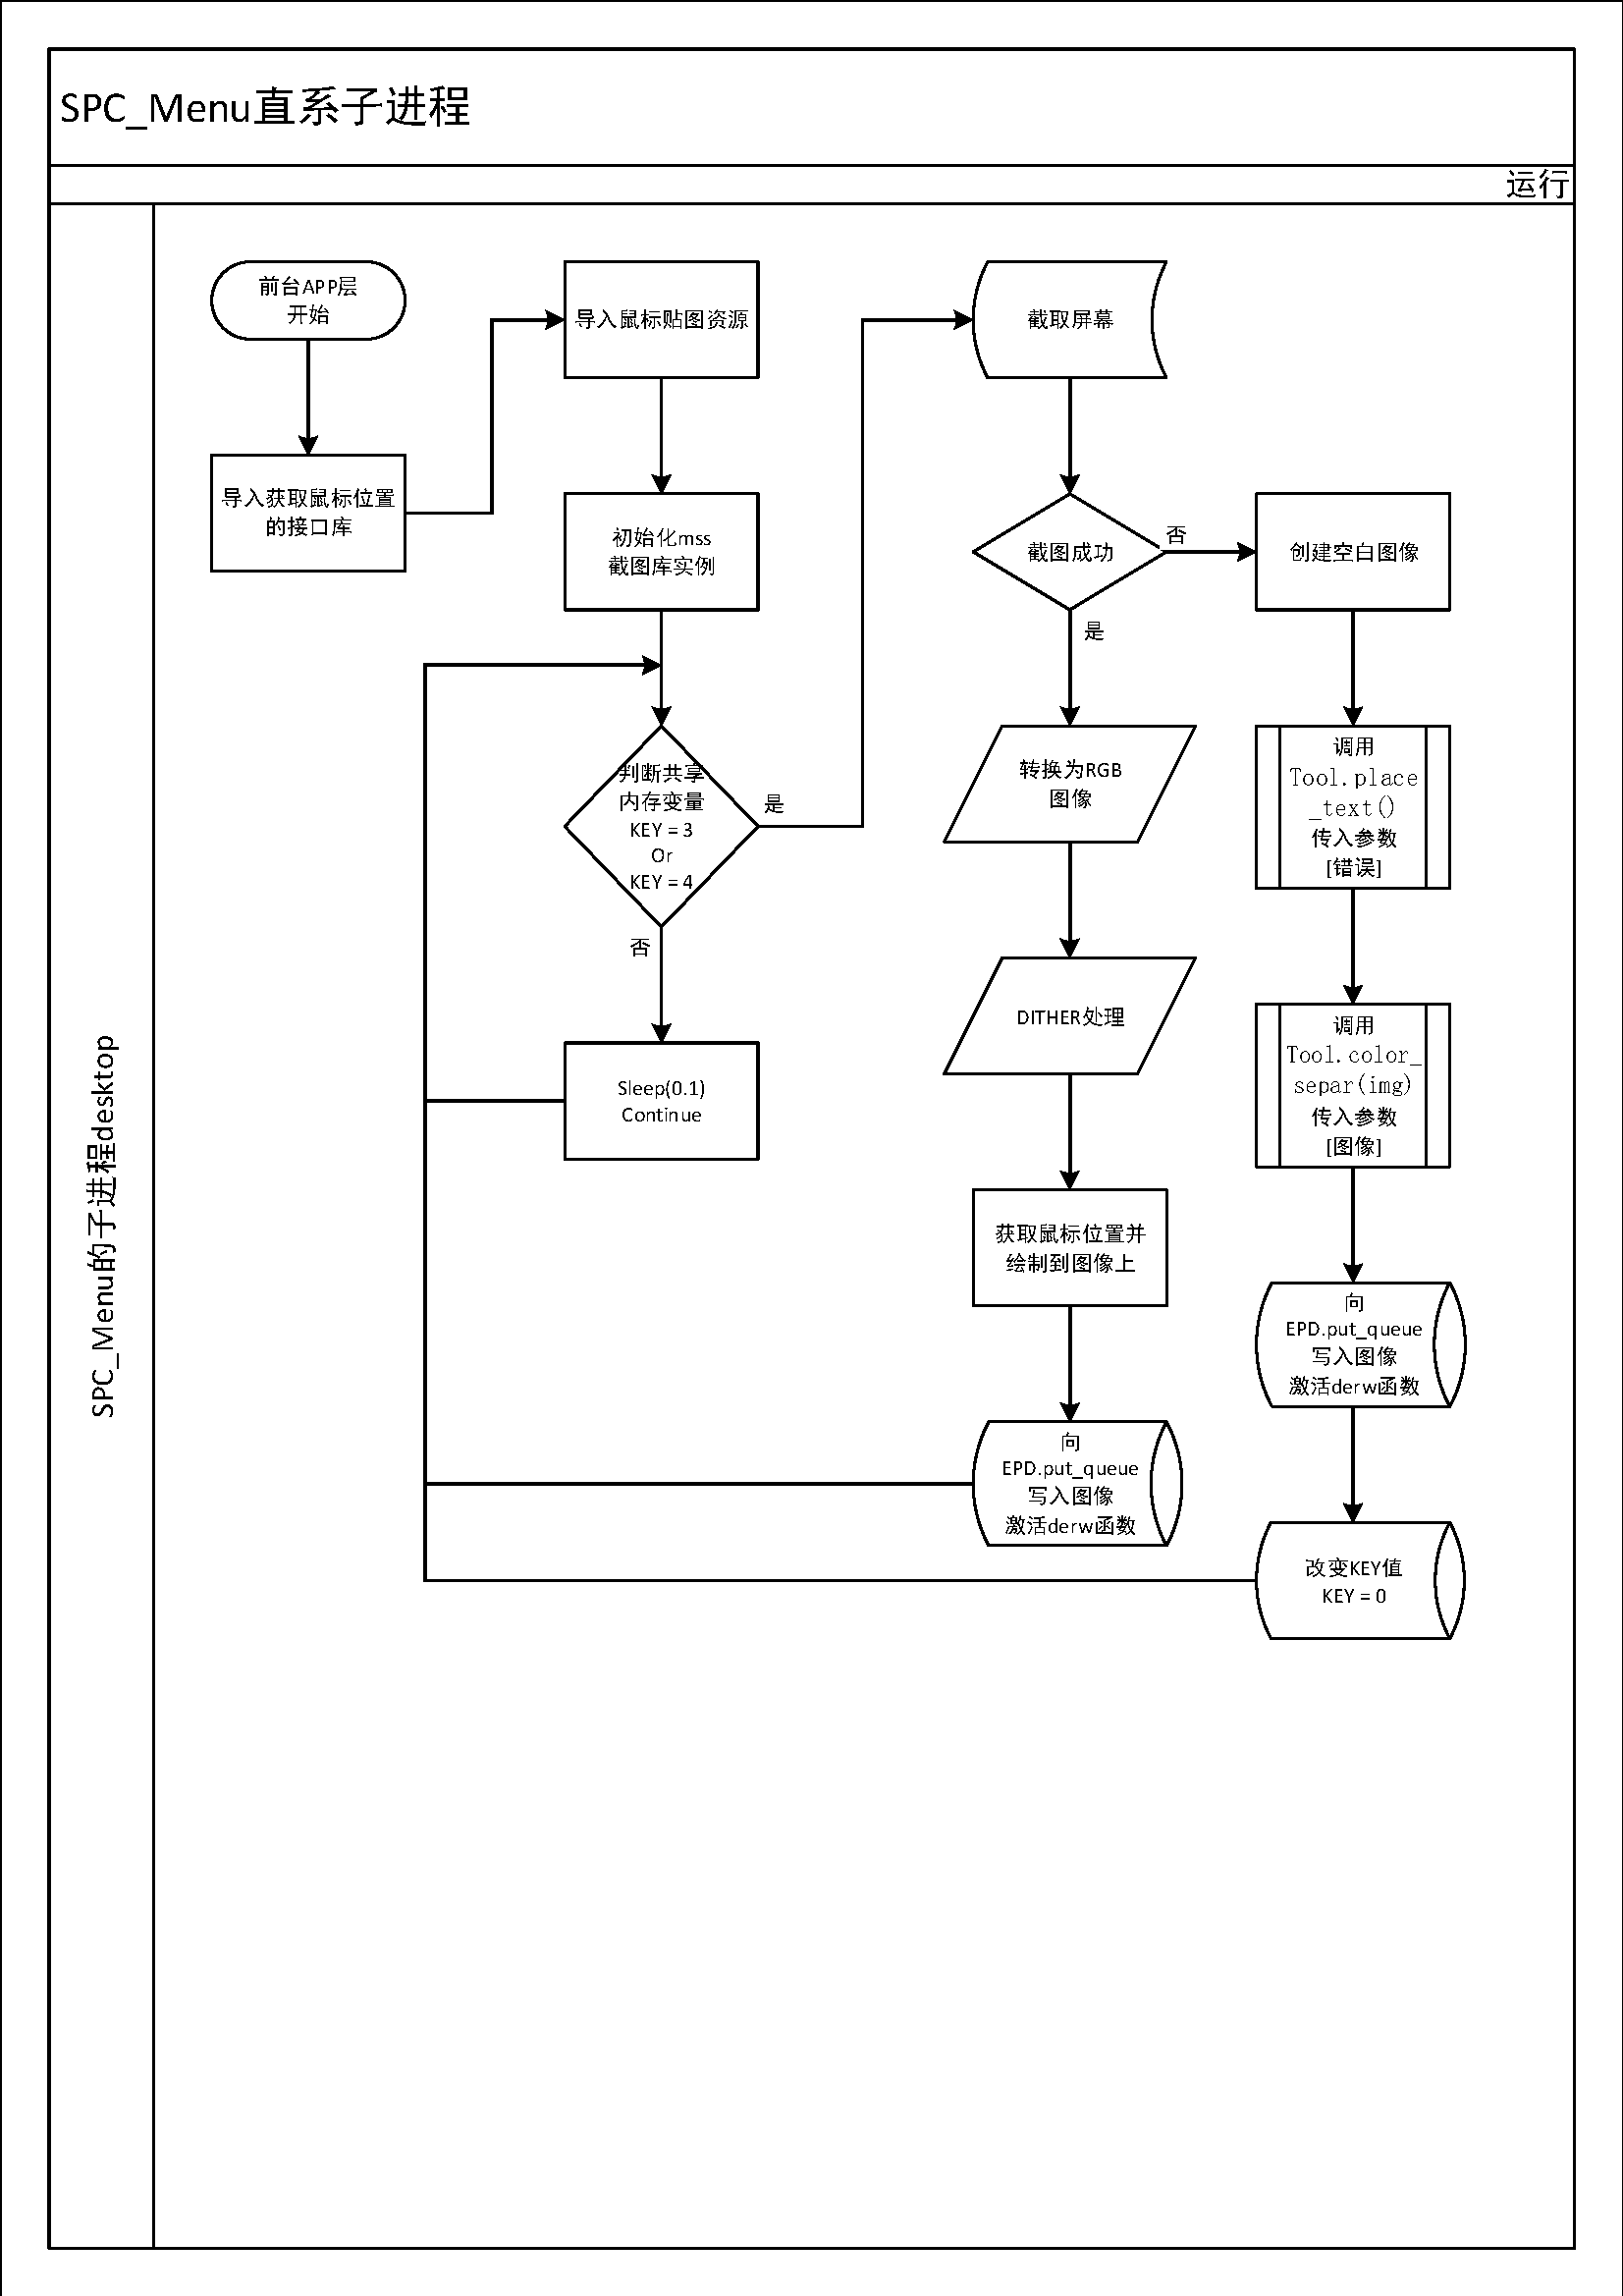 SPC_Menu直系子进程
运行
SPC_Menu的子进程desktop
前台APP层
开始
导入获取鼠标位置
的接口库
导入鼠标贴图资源
初始化mss
截图库实例
判断共享
内存变量
KEY = 3
Or
KEY = 4
是
否
Sleep(0.1)
Continue
截取屏幕
截图成功
否
是
转换为RGB
图像
DITHER处理
获取鼠标位置并
绘制到图像上
向
EPD.put_queue
写入图像
激活derw函数
创建空白图像
调用
Tool.place
_text()
传入参数
[错误]
调用
Tool.color_
separ(img)
传入参数
[图像]
向
EPD.put_queue
写入图像
激活derw函数
改变KEY值
KEY = 0